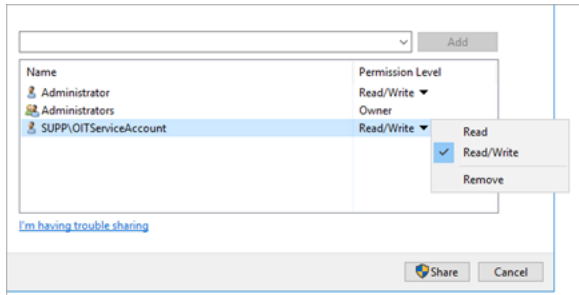 Add
Name Permission Level
Administrator Read/Write
Administrators Owner
SUPP\OITServiceAccount Read/Write
Read
Read/Write
Remove
I'm having trouble sharing
Share Cancel